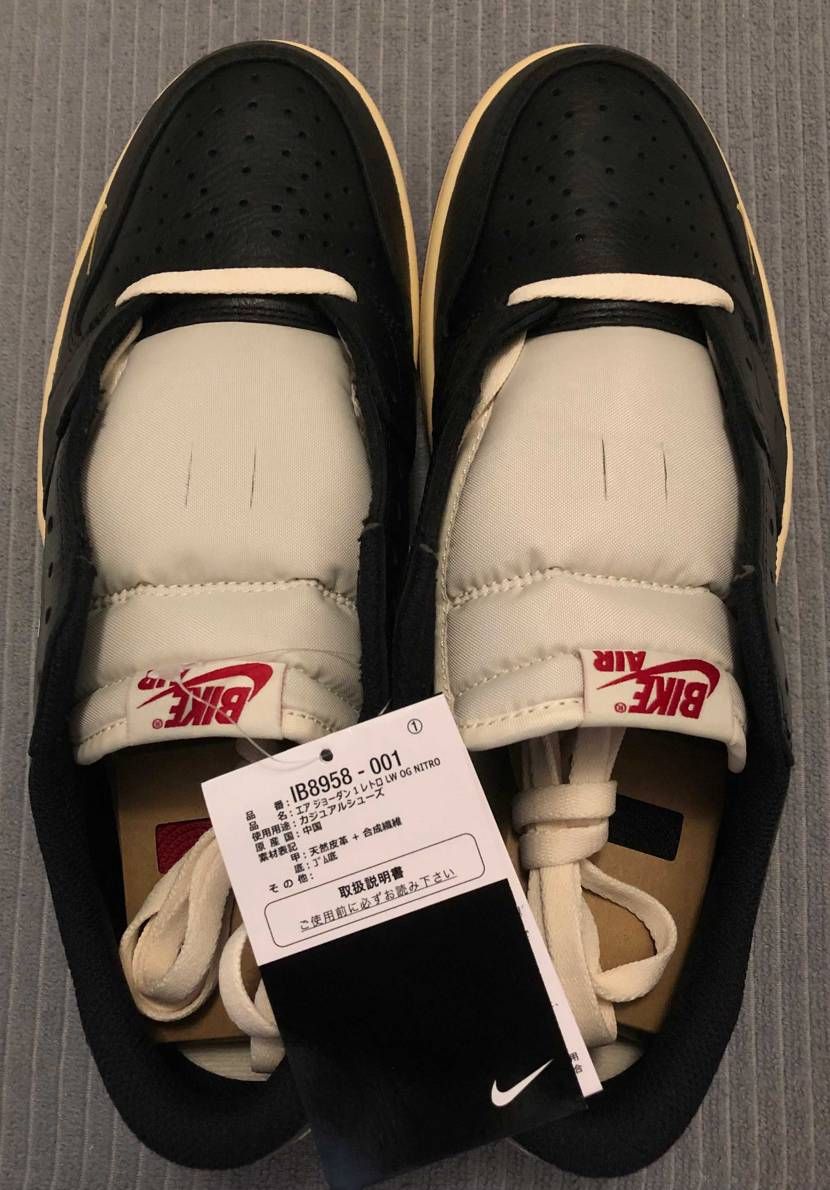 BIKE®
AIR
BIKE®
AIR
①
品 番：IB8958 - 001
品 名：エア ジョーダン 1 レトロ LW OG NITRO
使用用途：カジュアルシューズ
原 産 国：中国
素材表記
甲：天然皮革 + 合成繊維
底：ｺﾞﾑ底
そ の 他：
取扱説明書
ご使用前に必ずお読み下さい
用
合